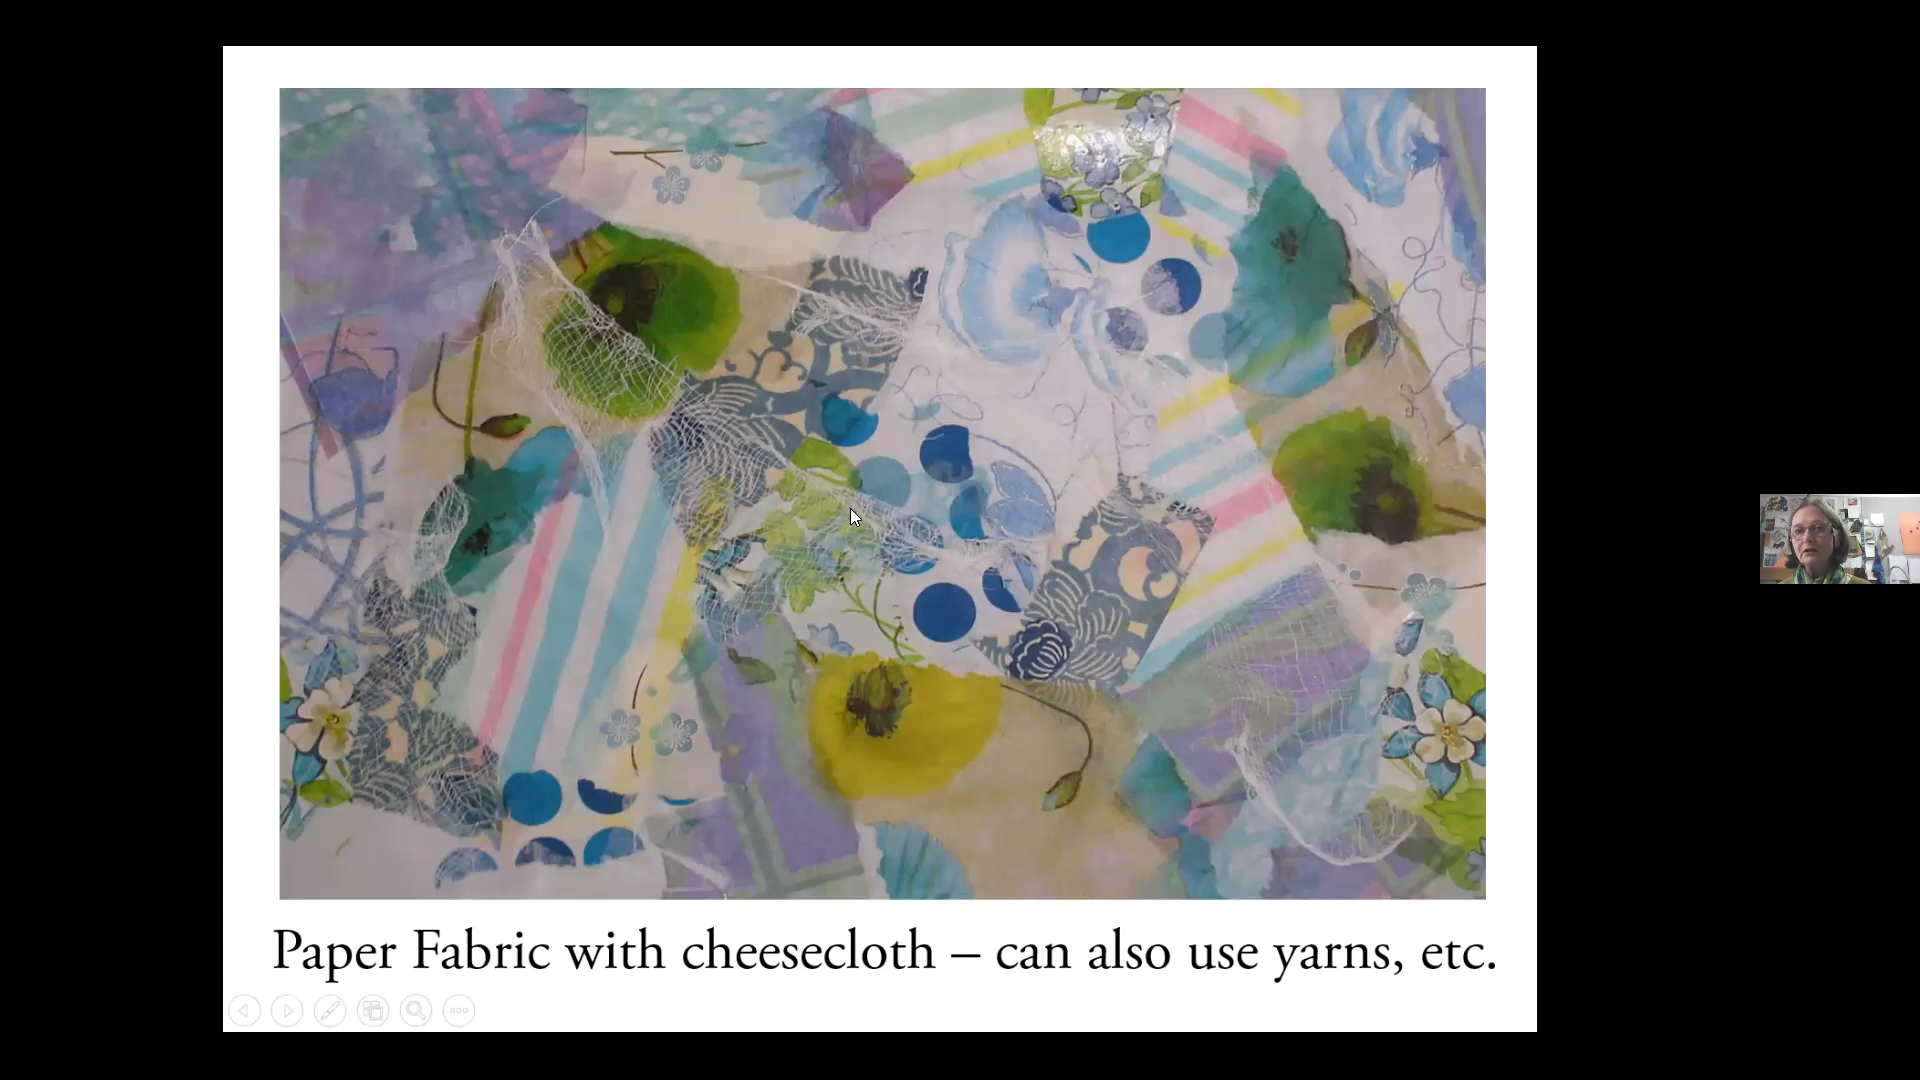 Paper Fabric with cheesecloth – can also use yarns, etc.